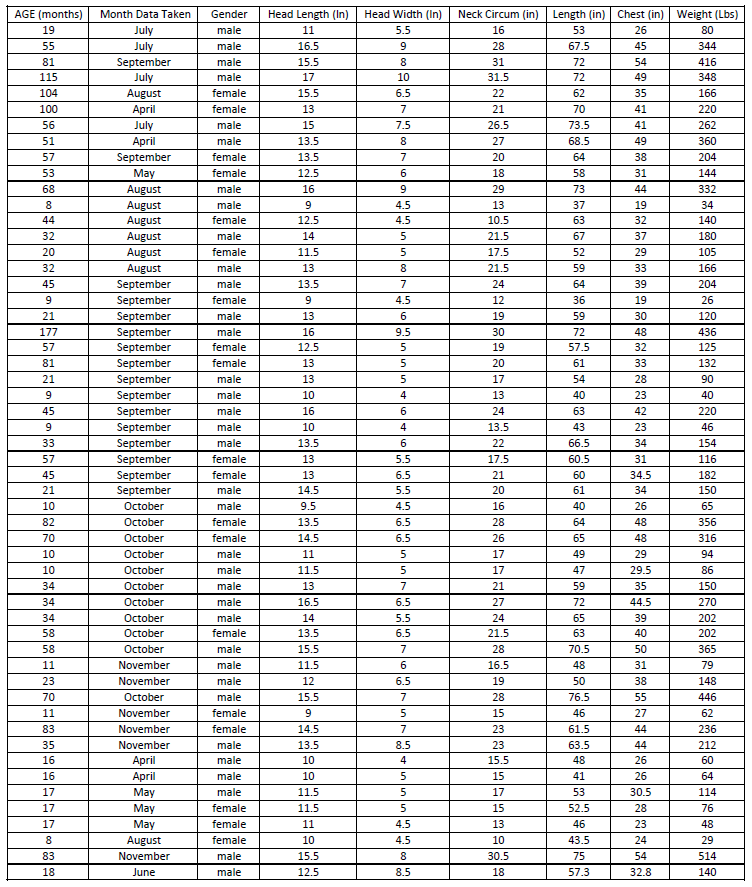 AGE (months) Month Data Taken Gender Head Length (In) Head Width (In) Neck Circum (in) Length (in) Chest (in) Weight (Lbs)
19 July male 11 5.5 16 53 26 80
55 July male 16.5 9 28 67.5 45 344
81 September male 15.5 8 31 72 54 416
115 July male 17 10 31.5 72 49 348
104 August female 15.5 6.5 22 62 35 166
100 April female 13 7 21 70 41 220
56 July male 15 7.5 26.5 73.5 41 262
51 April male 13.5 8 27 68.5 49 360
57 September female 13.5 7 20 64 38 204
53 May female 12.5 6 18 58 31 144
68 August male 16 9 29 73 44 332
8 August male 9 4.5 13 37 19 34
44 August female 12.5 4.5 10.5 63 32 140
32 August male 14 5 21.5 67 37 180
20 August female 11.5 5 17.5 52 29 105
32 August male 13 8 21.5 59 33 166
45 September male 13.5 7 24 64 39 204
9 September female 9 4.5 12 36 19 26
21 September male 13 6 19 59 30 120
177 September male 16 9.5 30 72 48 436
57 September female 12.5 5 19 57.5 32 125
81 September female 13 5 20 61 33 132
21 September male 13 5 17 54 28 90
9 September male 10 4 13 40 23 40
45 September male 16 6 24 63 42 220
9 September male 10 4 13.5 43 23 46
33 September male 13.5 6 22 66.5 34 154
57 September female 13 5.5 17.5 60.5 31 116
45 September female 13 6.5 21 60 34.5 182
21 September male 14.5 5.5 20 61 34 150
10 October male 9.5 4.5 16 40 26 65
82 October female 13.5 6.5 28 64 48 356
70 October female 14.5 6.5 26 65 48 316
10 October male 11 5 17 49 29 94
10 October male 11.5 5 17 47 29.5 86
34 October male 13 7 21 59 35 150
34 October male 16.5 6.5 27 72 44.5 270
34 October male 14 5.5 24 65 39 202
58 October female 13.5 6.5 21.5 63 40 202
58 October male 15.5 7 28 70.5 50 365
11 November male 11.5 6 16.5 48 31 79
23 November male 12 6.5 19 50 38 148
70 October male 15.5 7 28 76.5 55 446
11 November female 9 5 15 46 27 62
83 November female 14.5 7 23 61.5 44 236
35 November male 13.5 8.5 23 63.5 44 212
16 April male 10 4 15.5 48 26 60
16 April male 10 5 15 41 26 64
17 May male 11.5 5 17 53 30.5 114
17 May female 11.5 5 15 52.5 28 76
17 May female 11 4.5 13 46 23 48
8 August female 10 4.5 10 43.5 24 29
83 November male 15.5 8 30.5 75 54 514
18 June male 12.5 8.5 18 57.3 32.8 140